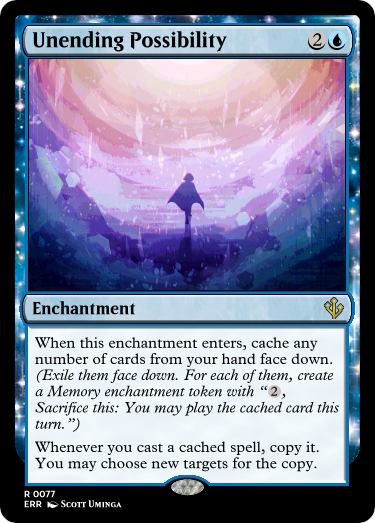 Unending Possibility 2
Enchantment
When this enchantment enters, cache any
number of cards from your hand face down.
(Exile them face down. For each of them, create
a Memory enchantment token with “2,
Sacrifice this: You may play the cached card this
turn.”)
Whenever you cast a cached spell, copy it.
You may choose new targets for the copy.
R 0077
ERR Scott Uminga